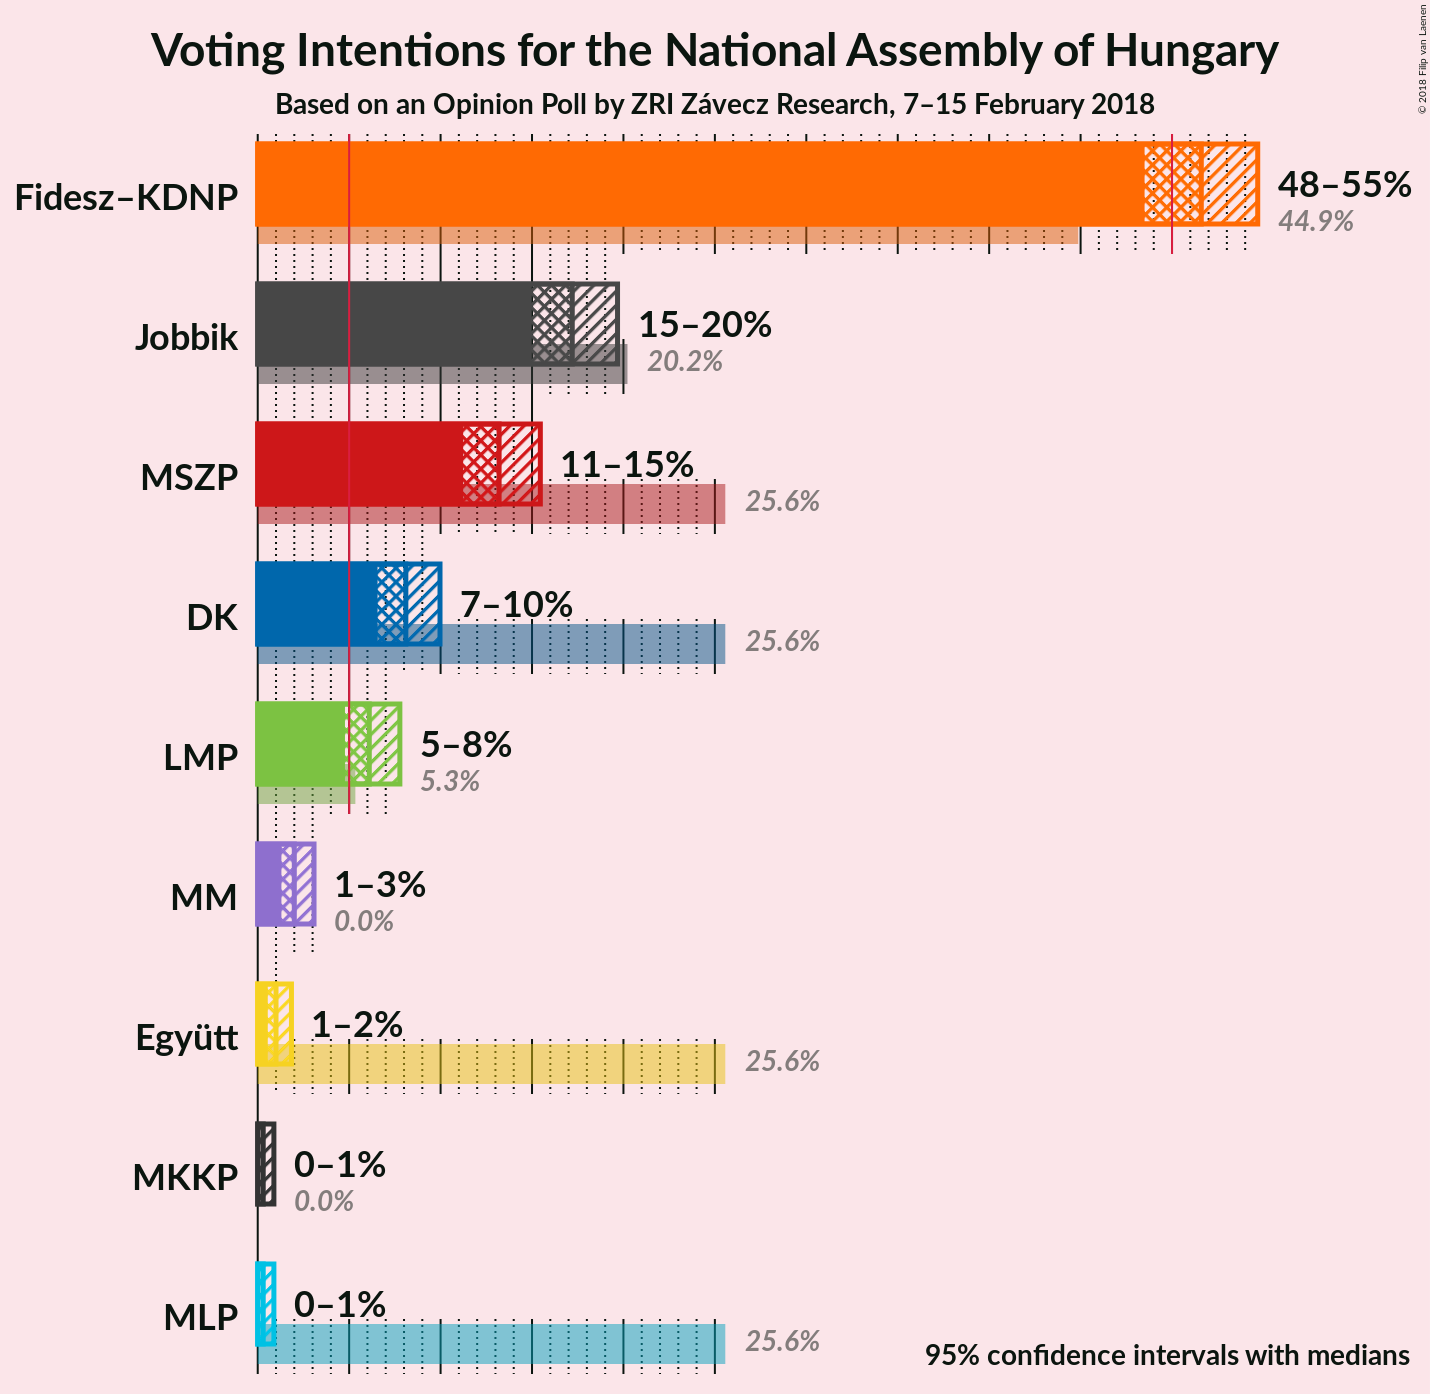 Voting Intentions for the National Assembly of Hungary
Based on an Opinion Poll by ZRI Závecz Research, 7–15 February 2018
© 2018 Filip van Laenen
Fidesz–KDNP
48–55%
44.9%
Jobbik
15–20%
20.2%
MSZP
11–15%
25.6%
DK
7–10%
25.6%
LMP
5–8%
5.3%
MM
1–3%
0.0%
Együtt
1–2%
25.6%
MKKP
0–1%
0.0%
MLP
0–1%
25.6%
95% confidence intervals with medians